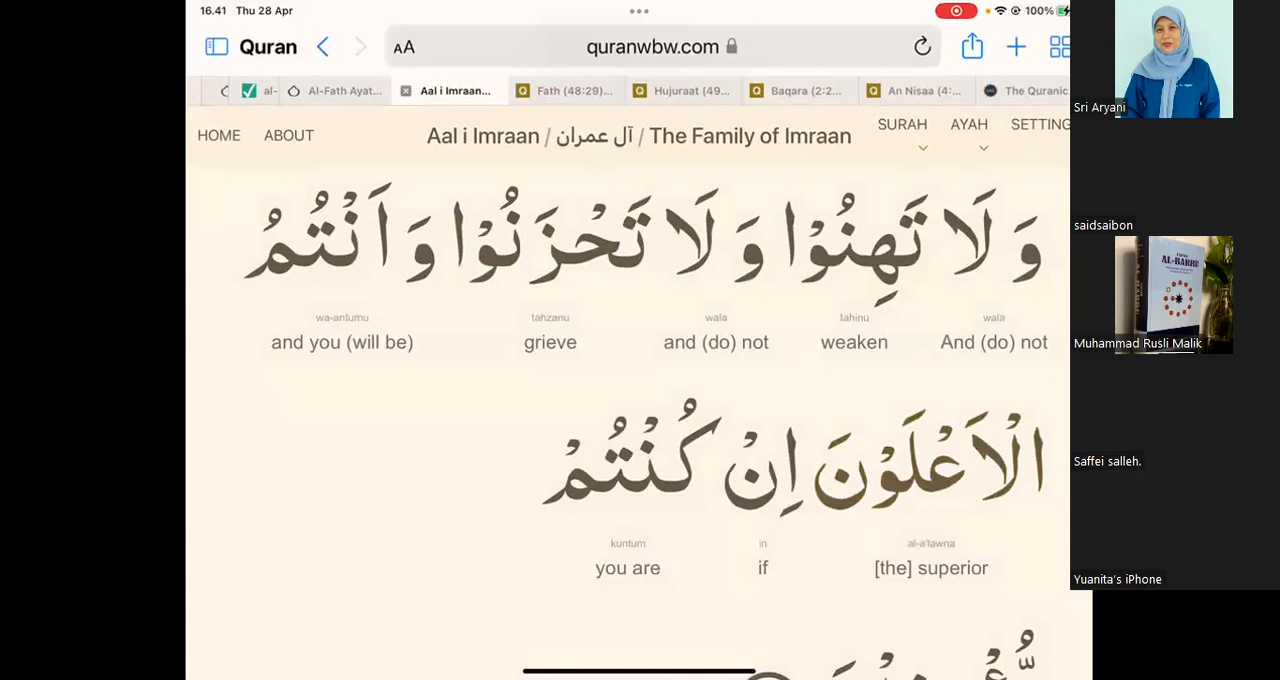 16.41 Thu 28 Apr
100%
Quran
AA
quranwbw.com
al-
Al-Fath Ayat...
Aal i Imraan...
Fath (48:29)...
Hujuraat (49...
Baqara (2:2...
An Nisaa (4:...
The Quranic
HOME ABOUT
Aal i Imraan / آل عمران / The Family of Imraan
SURAH AYAH SETTING
وَ لَا تَهِنُوْا وَ لَا تَحْزَنُوْا وَ اَنْتُمُ
wala tahinu wala tahzanu wa-antumu
And (do) not weaken and (do) not grieve and you (will be)
الْاَعْلَوْنَ اِنْ كُنْتُمْ
al-a'lawna in kuntum
[the] superior if you are
Sri Aryani
saidsaibon
AL-BARRU
Muhammad Rusli Malik
Saffei salleh.
Yuanita's iPhone